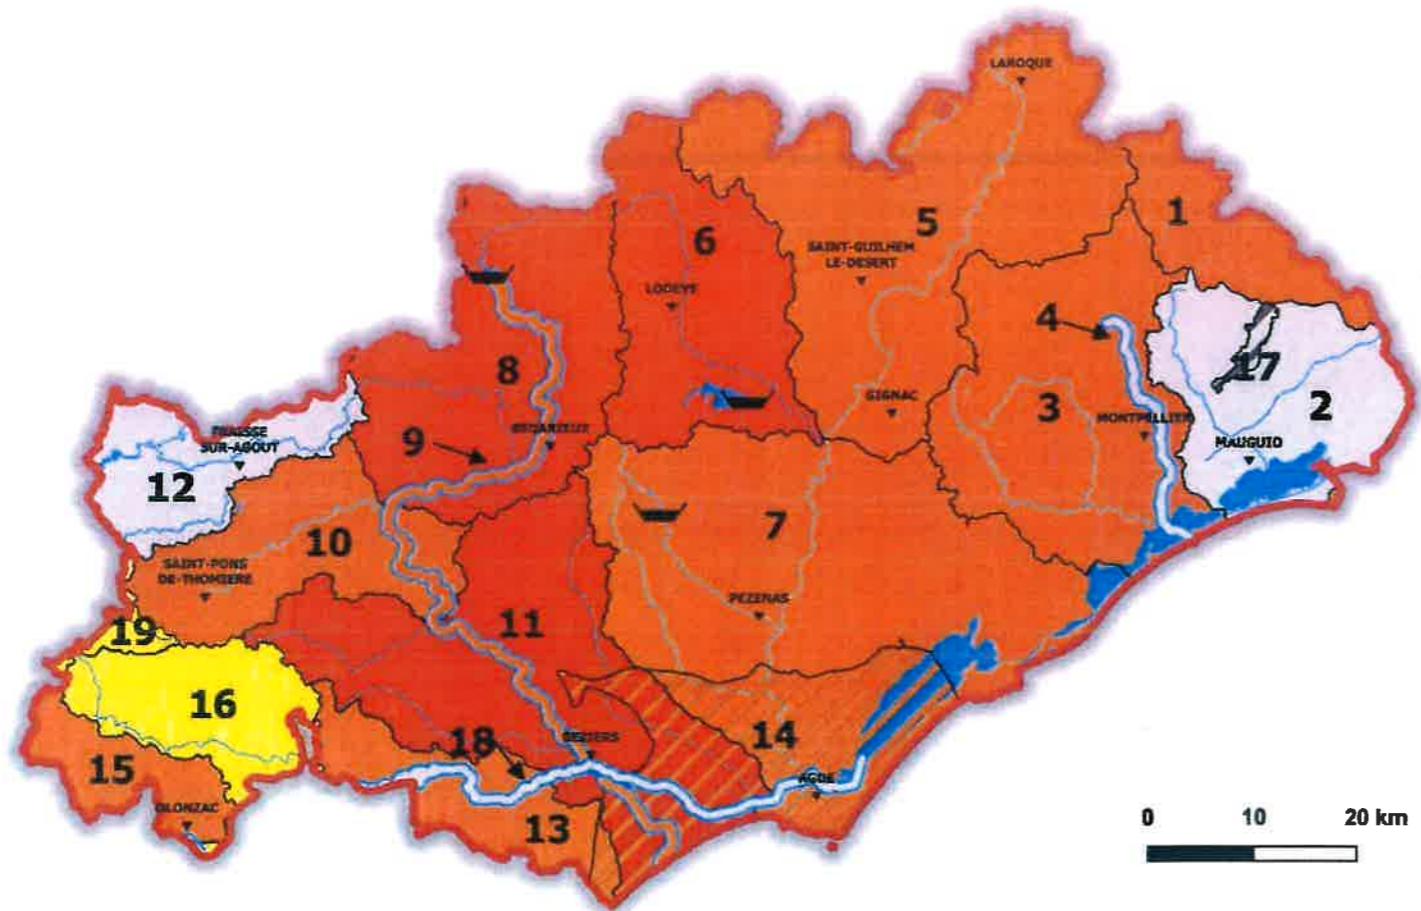 LAROQUE
1
6
5
SAINT-GUILHEM
LE-DESERT
LODEVE
4
8
17
2
GIGNAC
3
MONTPELLIER
BEDARIEUX
9
MAUGUIO
FRAISSE
SUR-AGOUT
12
7
10
SAINT-PONS
DE-THOMIERE
PEZENAS
11
19
16
14
18
BEZIERS
15
AGDE
OLONZAC
13
0 10 20 km